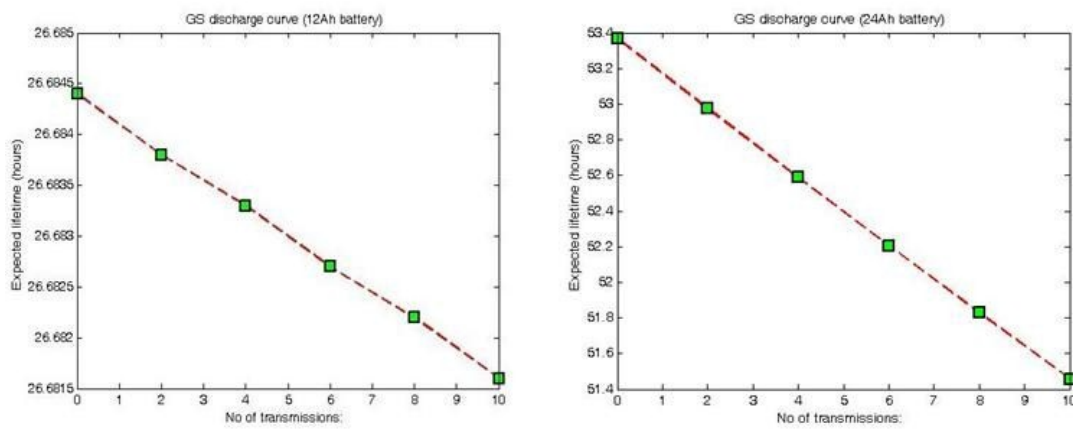 GS discharge curve (12Ah battery)
26.685
26.6845
26.684
26.6835
26.683
26.6825
26.682
26.6815
Expected lifetime (hours)
0 1 2 3 4 5 6 7 8 9 10
No of transmissions:
GS discharge curve (24Ah battery)
53.4
53.2
53
52.8
52.6
52.4
52.2
52
51.8
51.6
51.4
Expected lifetime (hours)
0 1 2 3 4 5 6 7 8 9 10
No of transmissions: